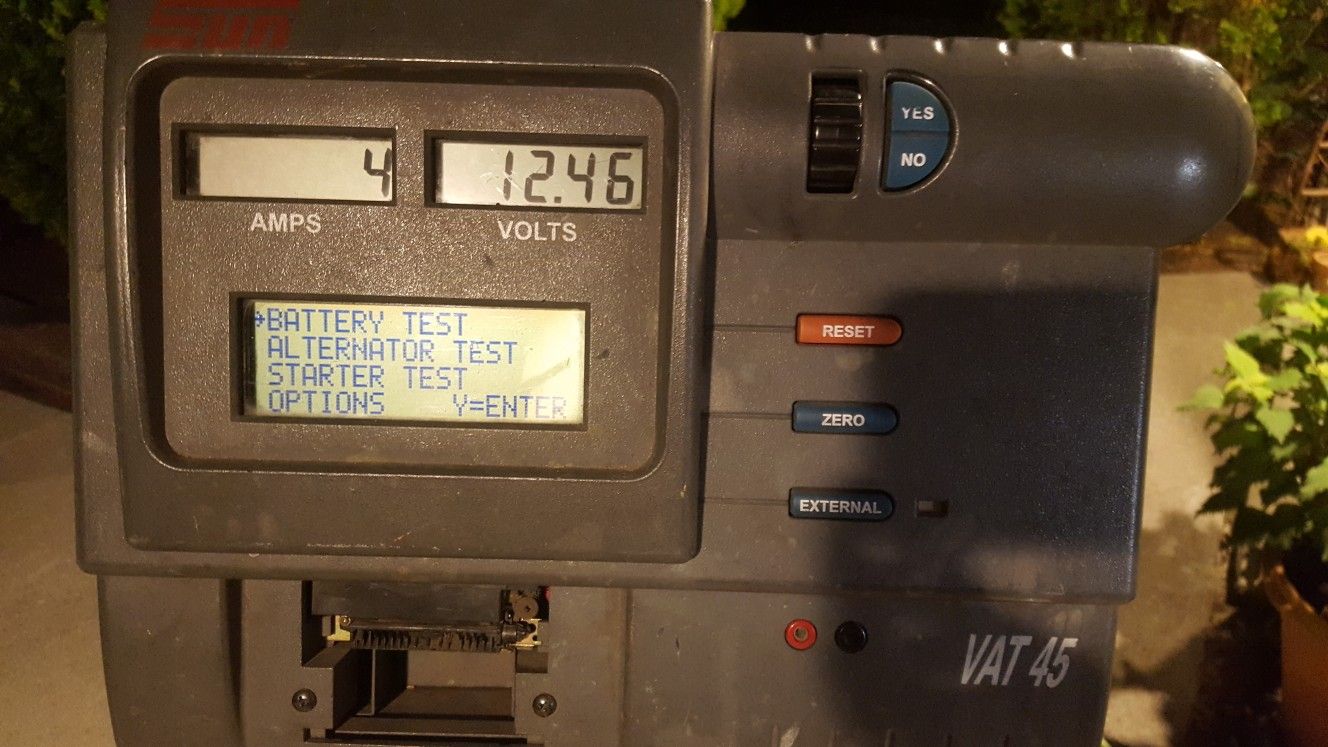 Sun
4
12.46
AMPS
VOLTS
→BATTERY TEST
ALTERNATOR TEST
STARTER TEST
OPTIONS Y=ENTER
YES
NO
RESET
ZERO
EXTERNAL
VAT 45